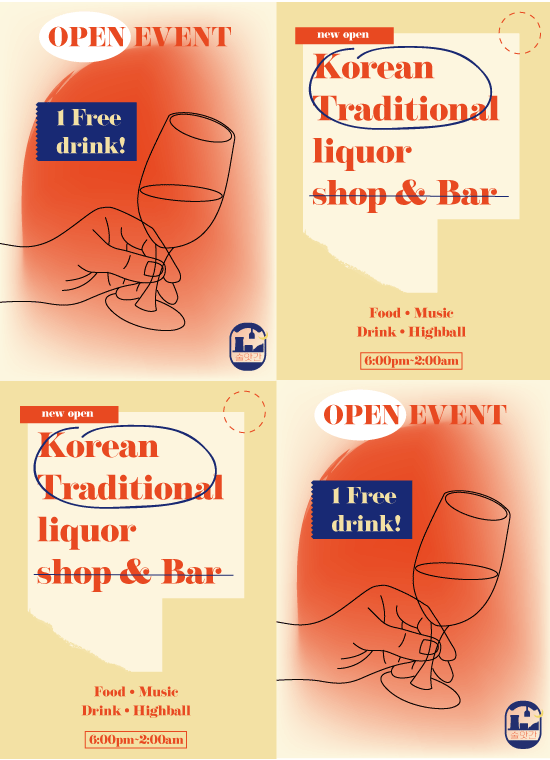 OPEN EVENT
1 Free
drink!
술앗간
new open
Korean
Traditional
liquor
shop & Bar
Food • Music
Drink • Highball
6:00pm-2:00am
new open
Korean
Traditional
liquor
shop & Bar
Food • Music
Drink • Highball
6:00pm-2:00am
OPEN EVENT
1 Free
drink!
술앗간